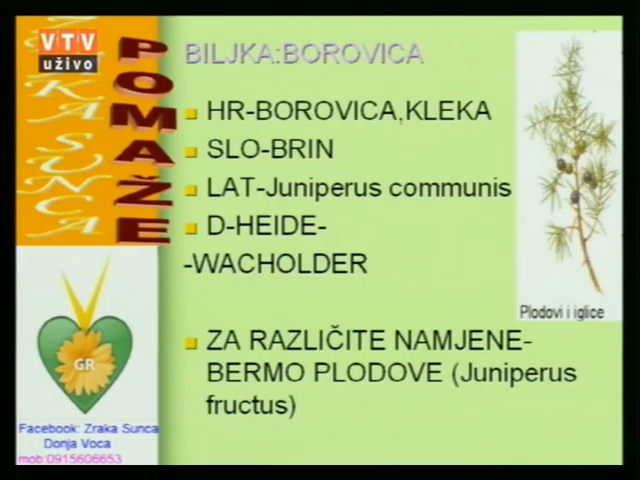 VTV
uživo
ZRAKA SUNCA
POMAŽE
BILJKA:BOROVICA
HR-BOROVICA,KLEKA
SLO-BRIN
LAT-Juniperus communis
D-HEIDE-
-WACHOLDER
Plodovi i iglice
ZA RAZLIČITE NAMJENE-
BERMO PLODOVE (Juniperus
fructus)
GR
Facebook: Zraka Sunca
Donja Voca
mob:0915606653